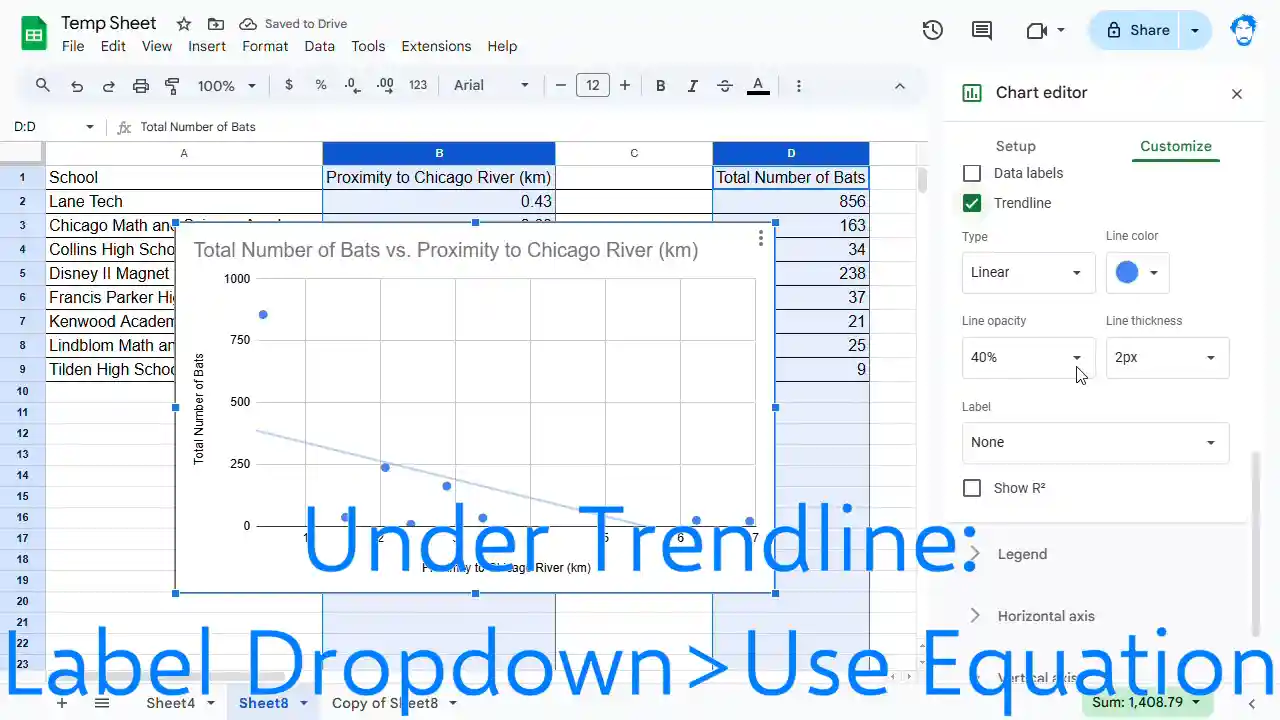 Temp Sheet
Saved to Drive
File Edit View Insert Format Data Tools Extensions Help
Share
100% $ % .0 .00 123 Arial 12 B I S A
D:D fx Total Number of Bats
A B C D
1 School Proximity to Chicago River (km) Total Number of Bats
2 Lane Tech 0.43 856
3 Chicago Math and 163
4 Collins High Scho 34
5 Disney II Magnet 238
6 Francis Parker Hi 37
7 Kenwood Academ 21
8 Lindblom Math an 25
9 Tilden High Schoo 9
10
11
12
13
14
15
16
17
18
19
20
21
22
23
Total Number of Bats vs. Proximity to Chicago River (km)
Total Number of Bats
1000
750
500
250
0
1 2 3 5 6 7
Proximity to Chicago River (km)
Chart editor
Setup Customize
Data labels
Trendline
Type Line color
Linear
Line opacity Line thickness
40% 2px
Label
None
Show R²
Legend
Horizontal axis
Vertical axis
Under Trendline:
Label Dropdown > Use Equation
Sheet4 Sheet8 Copy of Sheet8 Sum: 1,408.79